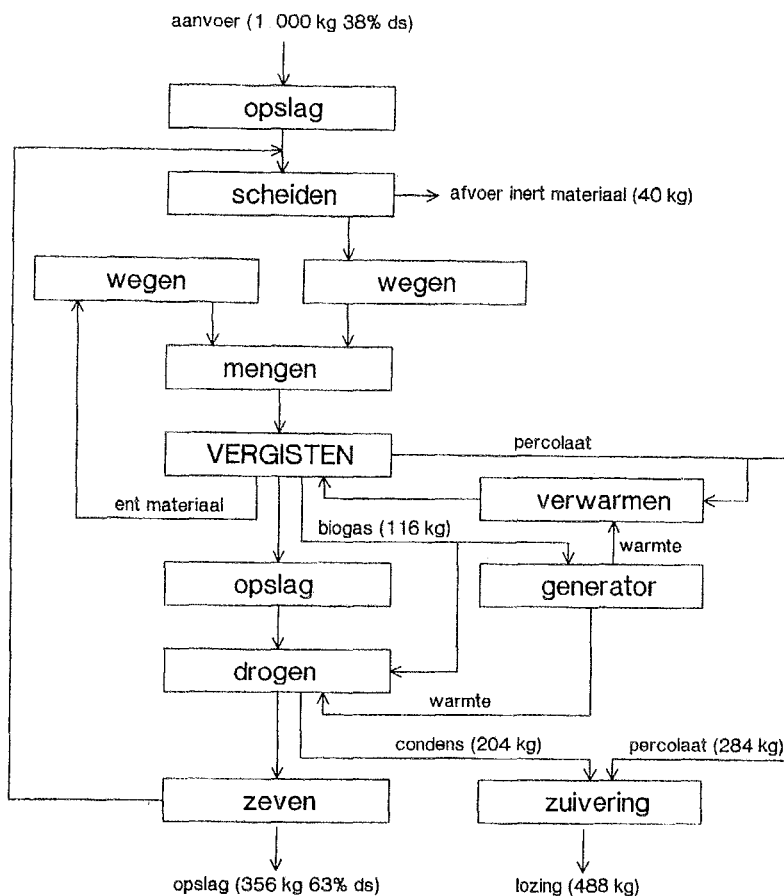 aanvoer (1 000 kg 38% ds)
opslag
scheiden
afvoer inert materiaal (40 kg)
wegen
wegen
mengen
VERGISTEN
percolaat
ent materiaal
verwarmen
biogas (116 kg)
warmte
opslag
generator
drogen
warmte
condens (204 kg)
percolaat (284 kg)
zeven
zuivering
opslag (356 kg 63% ds)
lozing (488 kg)